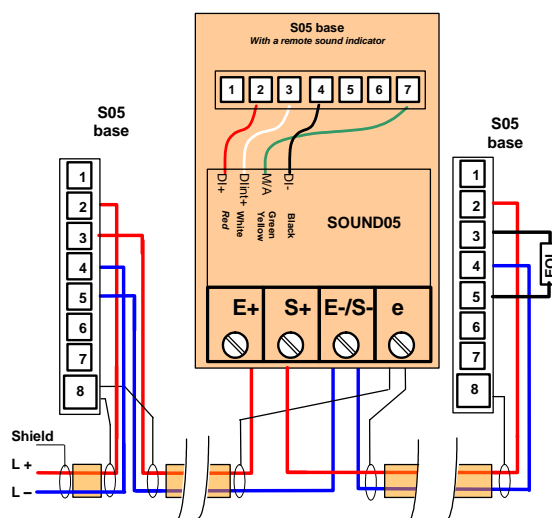 S05 base
With a remote sound indicator
1 2 3 4 5 6 7
S05
base
1
2
3
4
5
6
7
8
DI+
DIint+
M/A
DI-
Red
White
Green
Yellow
Black
SOUND05
E+ S+ E-/S- e
S05
base
1
2
3
4
5
6
7
8
EOL
Shield
L +
L –